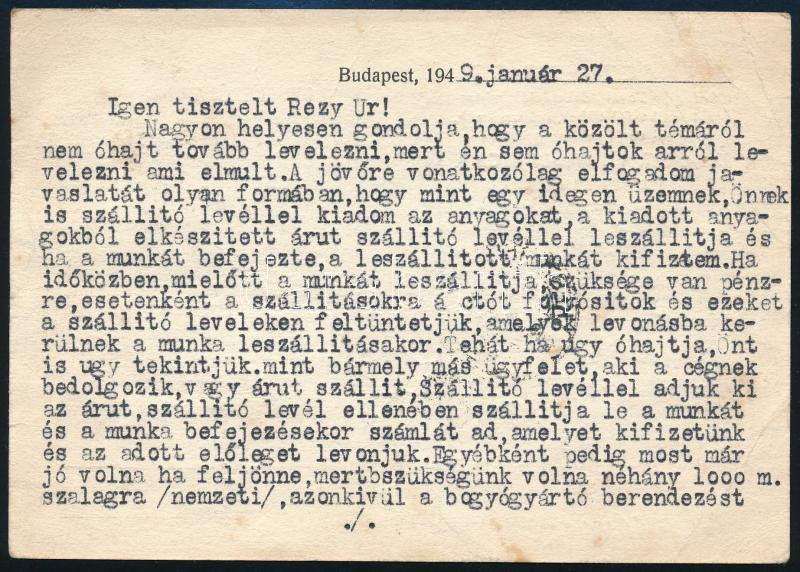 Budapest, 1949.január 27.
Igen tisztelt Rezy Ur!
Nagyon helyesen gondolja,hogy a közölt témáról
nem óhajt tovább levelezni,mert én sem óhajtok arról le-
velezni ami elmult.A jövőre vonatkozólag elfogadom ja-
vaslatát olyan formában,hogy mint egy idegen üzemnek,Önnek
is szállitó levéllel kiadom az anyagokat,a kiadott anya-
gokból elkészitett árut szállitó levéllel leszállitja és
ha a munkát befejezte,a leszállitott munkát kifiztem.Ha
időközben,mielőtt a munkát leszállitja,szüksége van pénz-
re,esetenként a szállitásokra á ctót folyósitok és ezeket
a szállitó leveleken feltüntetjük,amelyek levonásba ke-
rülnek a munka leszállitásakor.Tehát ha ugy óhajtja,Önt
is ugy tekintjük.mint bármely más ügyfelet,aki a cégnek
bedolgozik,vagy árut szállit,Szállitó levéllel adjuk ki
az árut,szállitó levél ellenében szállitja le a munkát
és a munka befejezésekor számlát ad,amelyet kifizetünk
és az adott előleget levonjuk.Egyébként pedig most már
jó volna ha feljönne,mertbszükségünk volna néhány 1ooo m.
szalagra /nemzeti/,azonkivül a bogyógyártó berendezést
./.